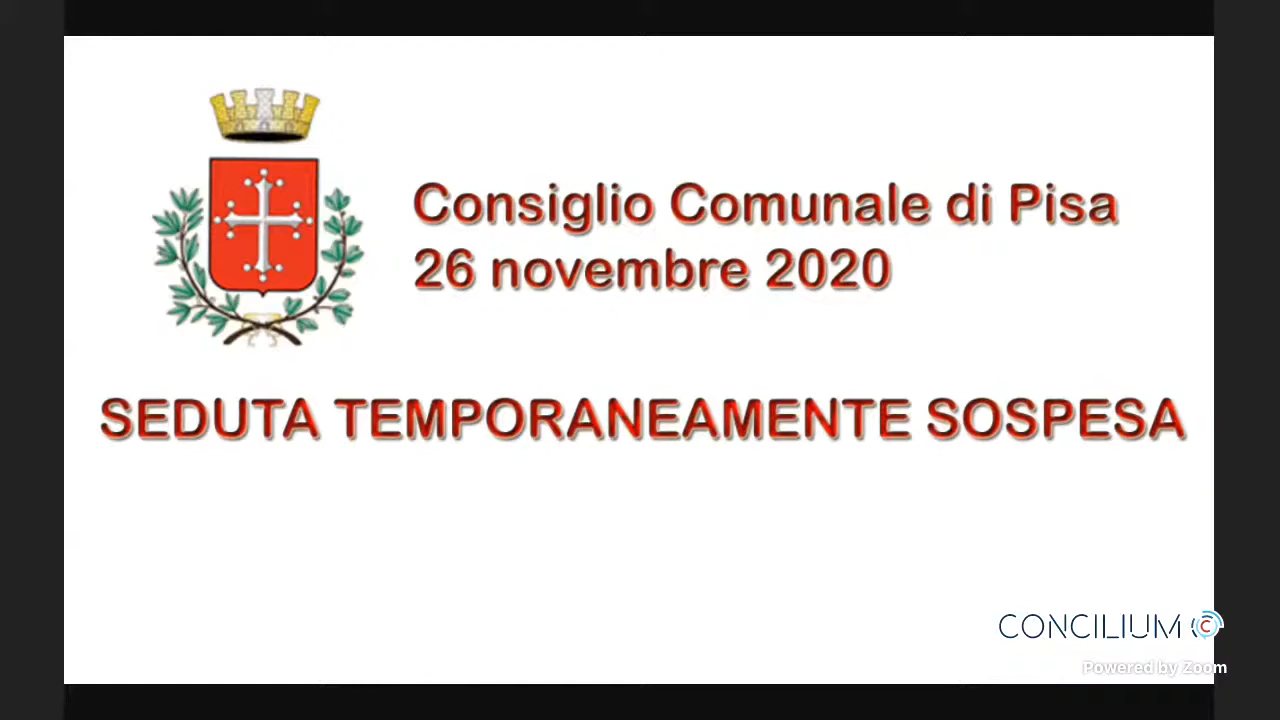 Consiglio Comunale di Pisa
26 novembre 2020
SEDUTA TEMPORANEAMENTE SOSPESA
CONCILIUM C
Powered by Zoom